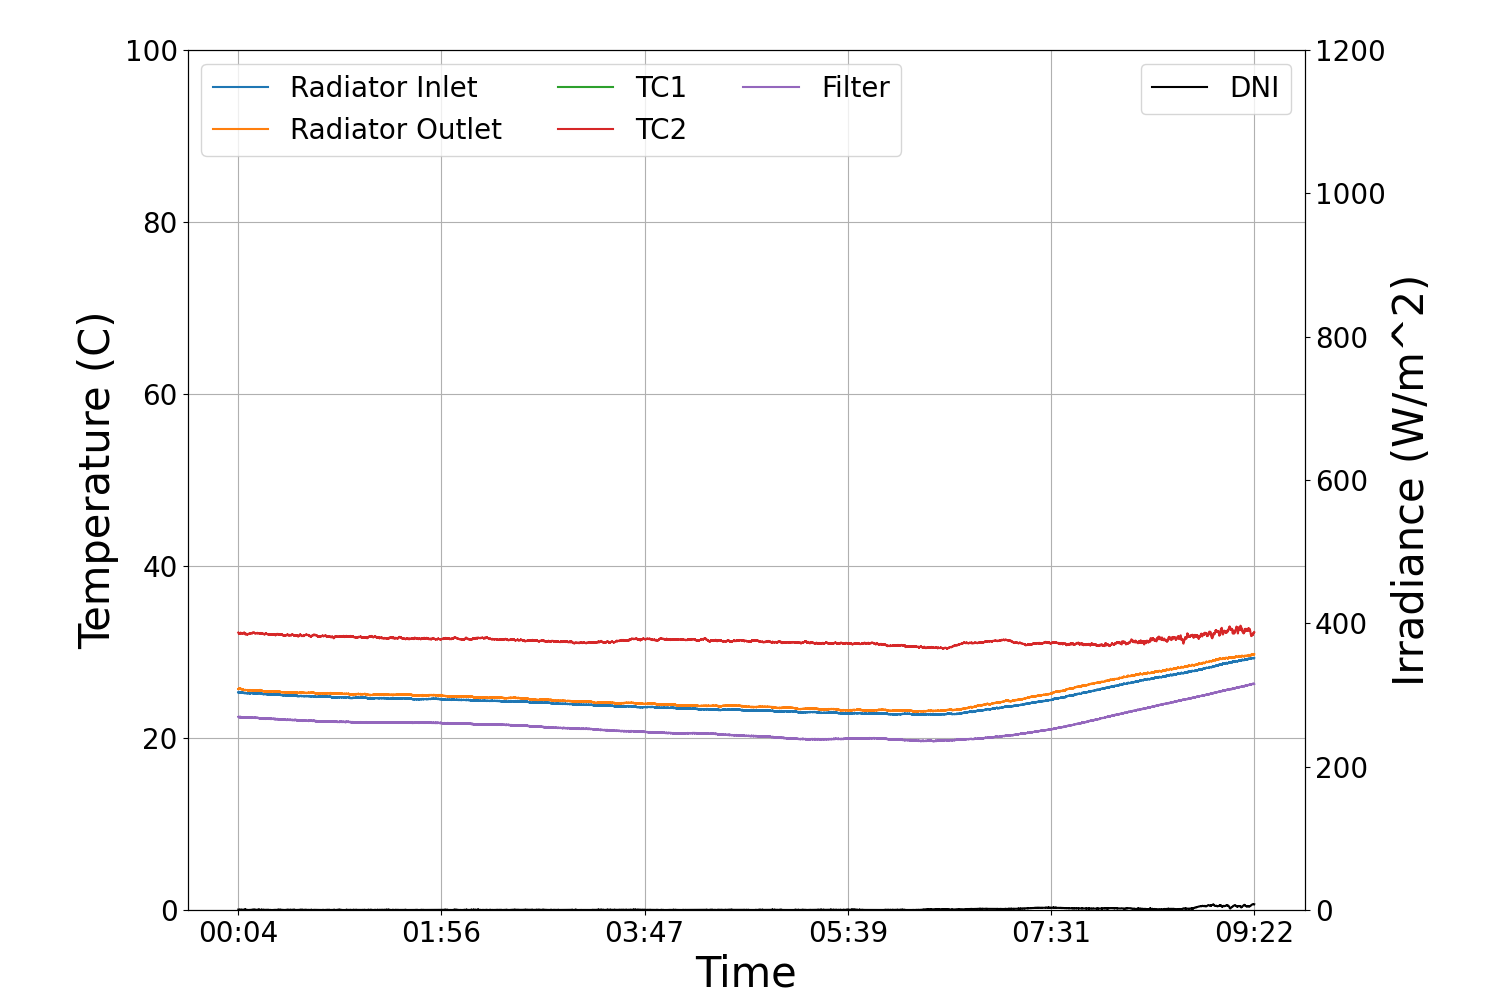 Radiator Inlet
Radiator Outlet
TC1
TC2
Filter
DNI
100
80
60
40
20
0
Temperature (C)
1200
1000
800
600
400
200
0
Irradiance (W/m^2)
00:04 01:56 03:47 05:39 07:31 09:22
Time